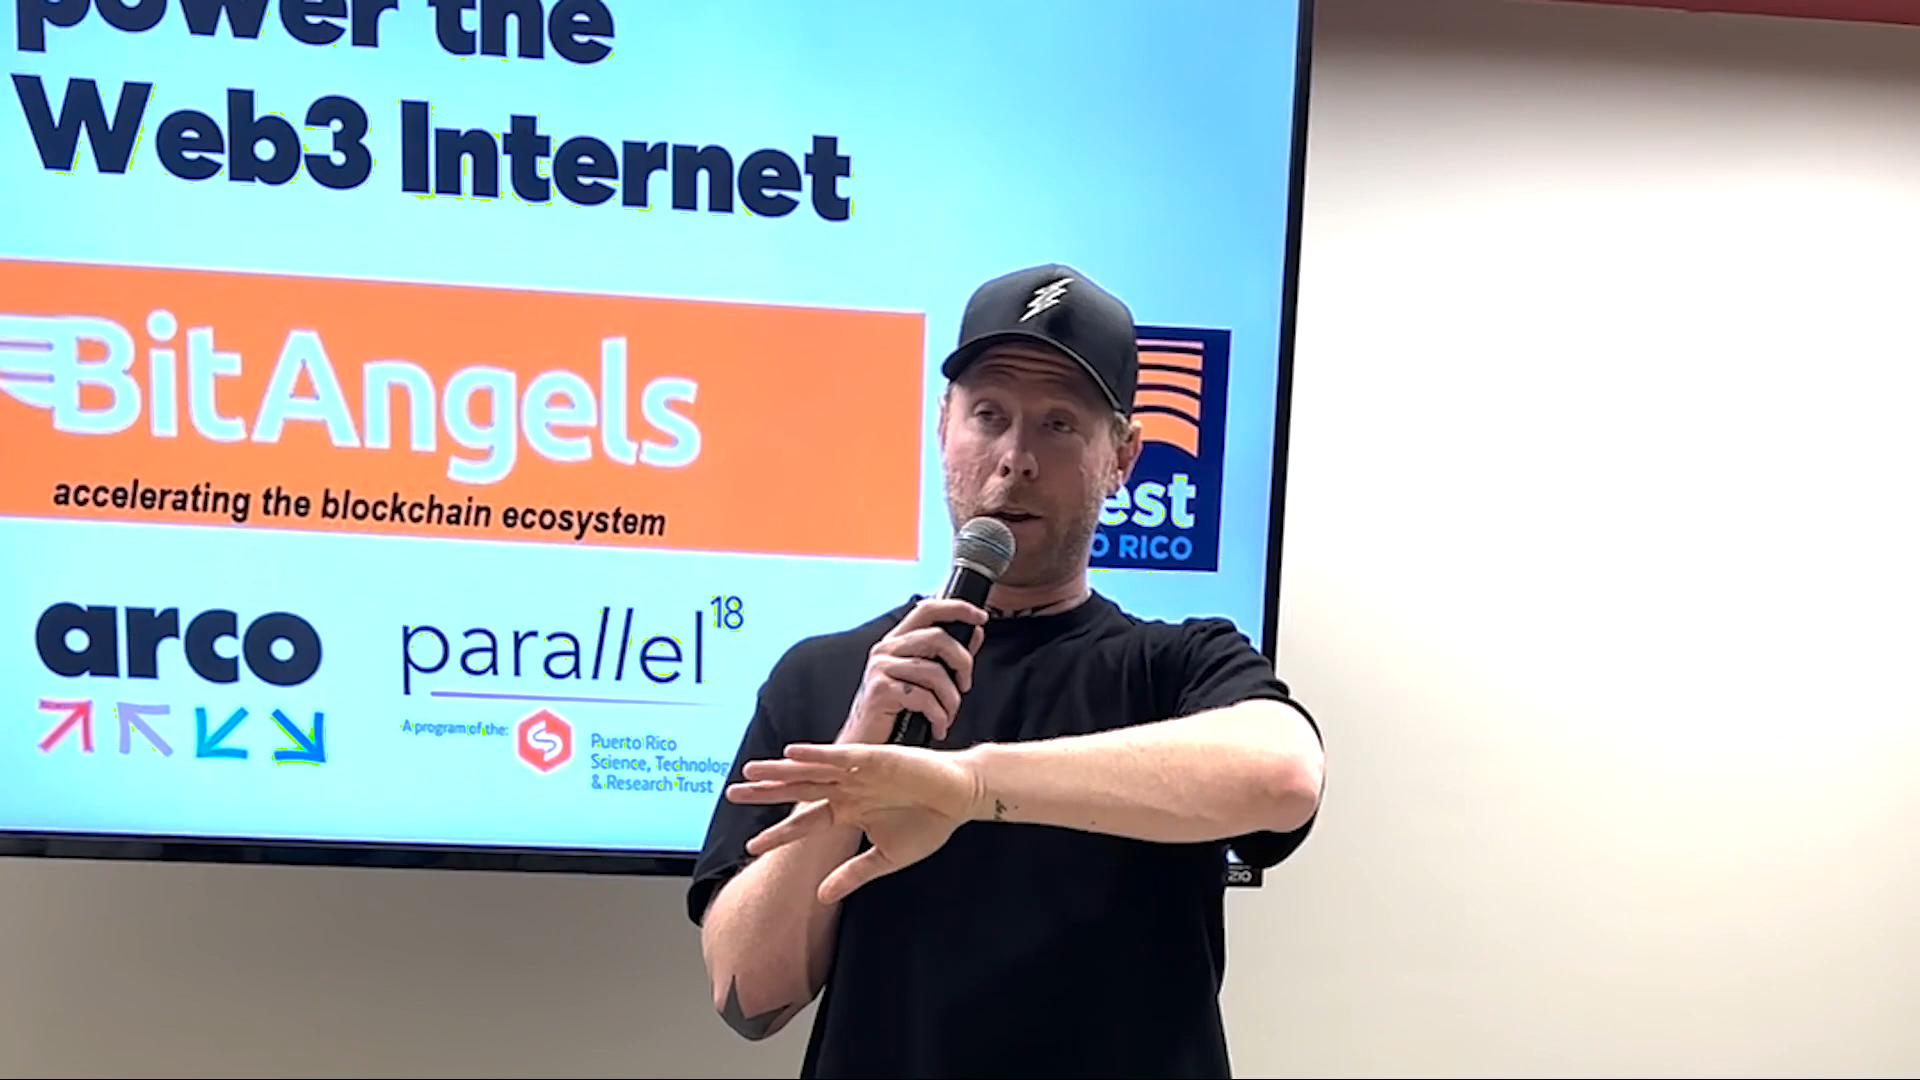 power the
Web3 Internet
BitAngels
accelerating the blockchain ecosystem
est
O RICO
arco
parallel18
A program of the:
Puerto Rico
Science, Technolog
& Research Trust
ZIO